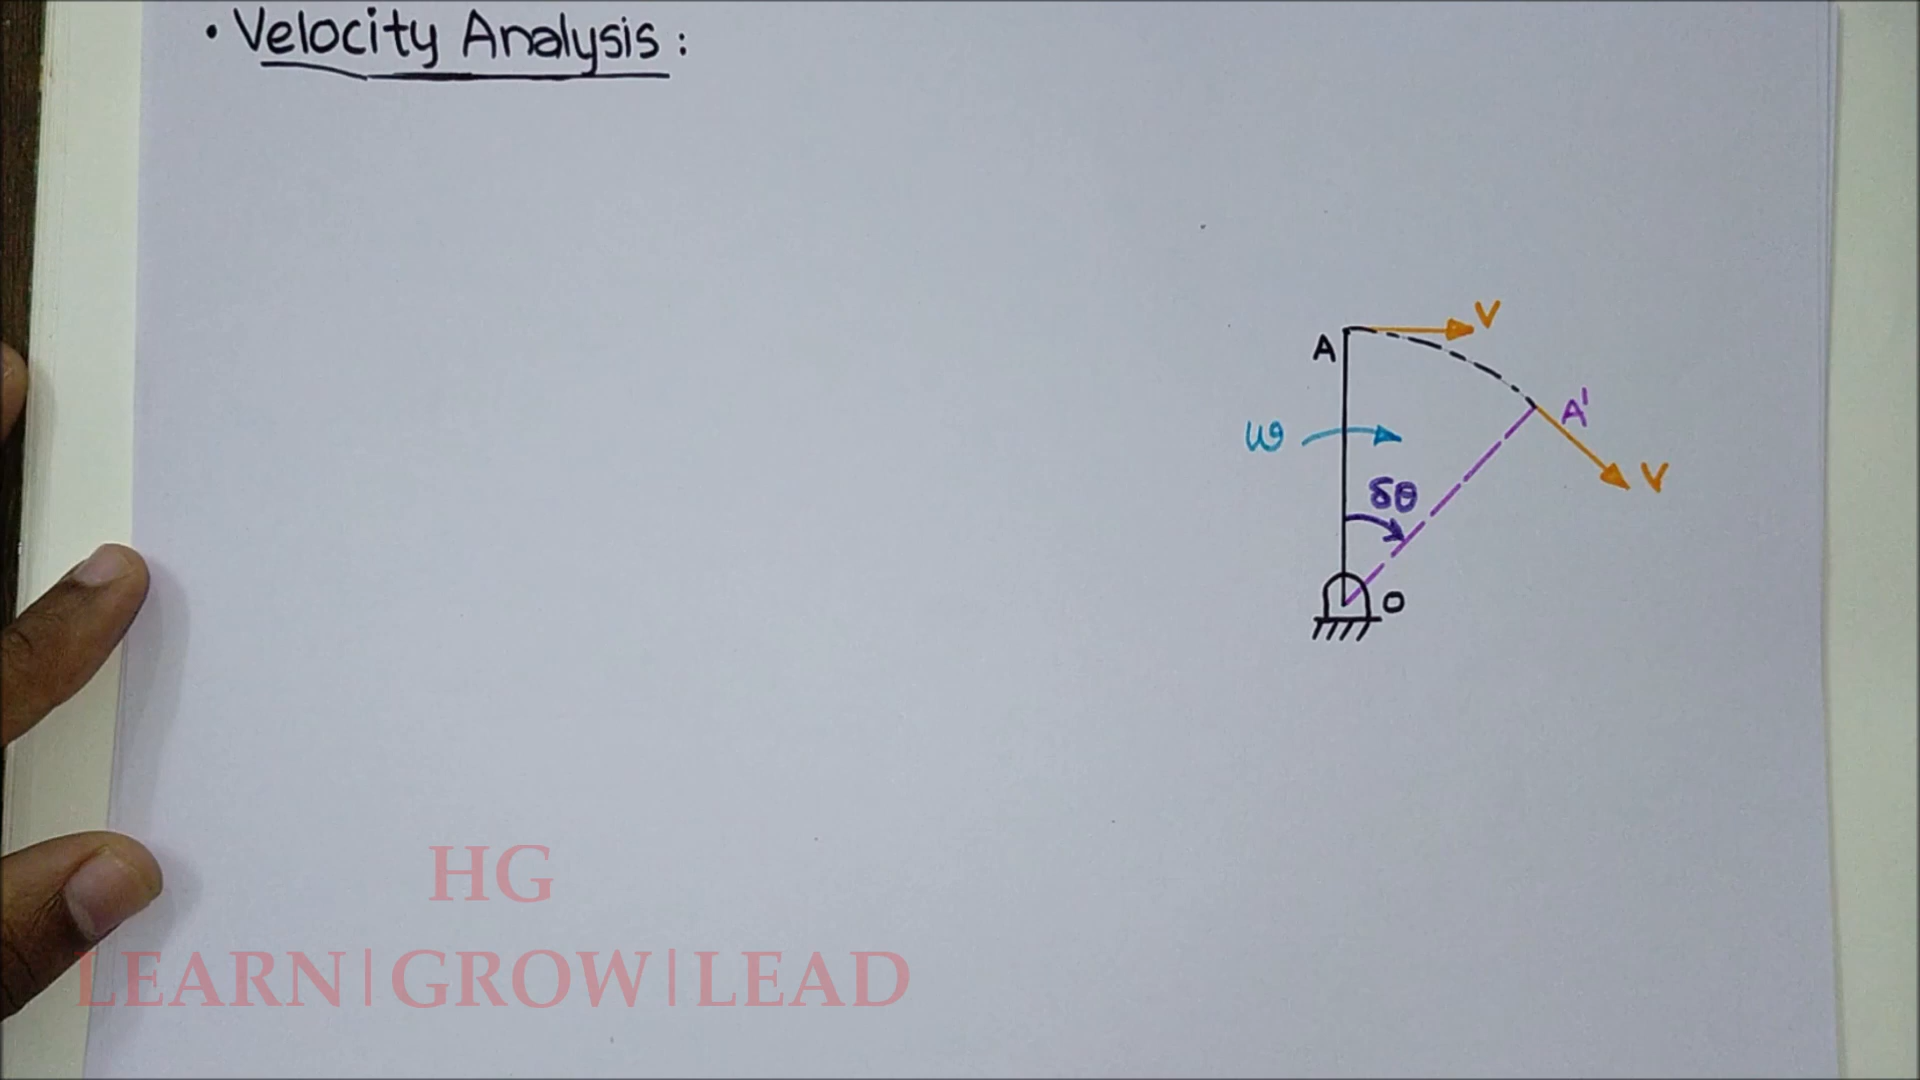 • Velocity Analysis :
V
A
A'
ω
δθ
V
O
HG
LEARN|GROW|LEAD